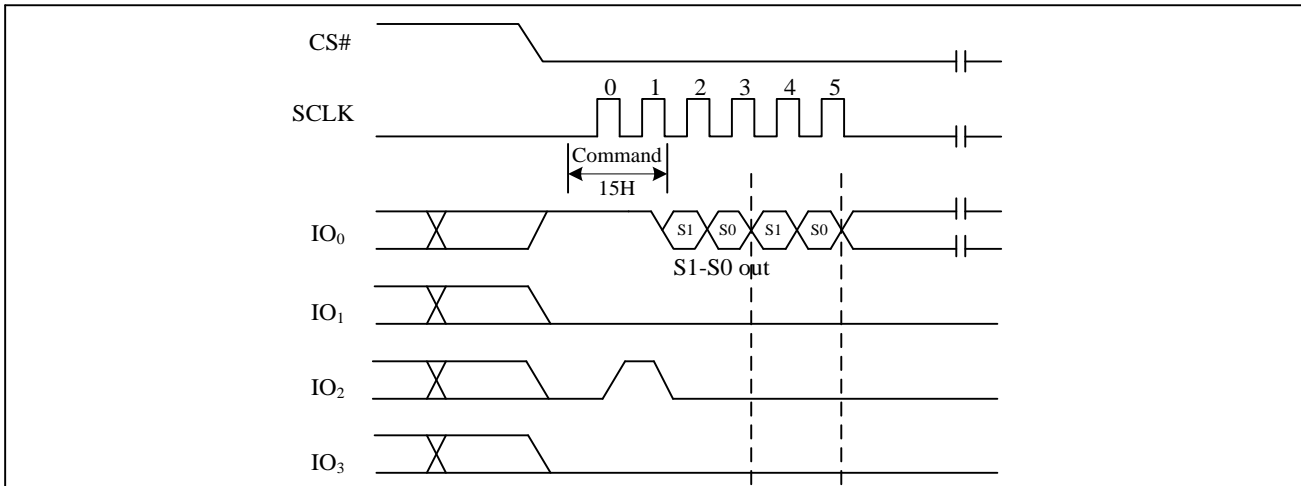 CS#
0 1 2 3 4 5
SCLK
Command
15H
IO₀
S1 S0 S1 S0
S1-S0 out
IO₁
IO₂
IO₃